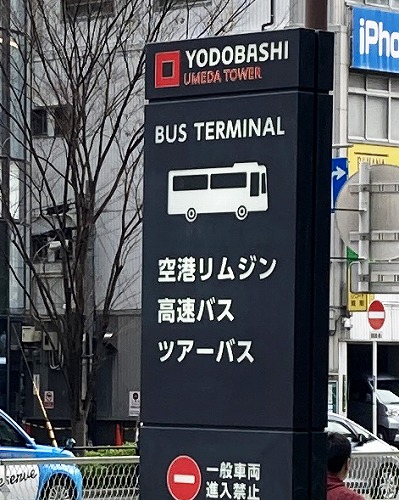 YODOBASHI
UMEDA TOWER
BUS TERMINAL
空港リムジン
高速バス
ツアーバス
一般車両
進入禁止
iPho